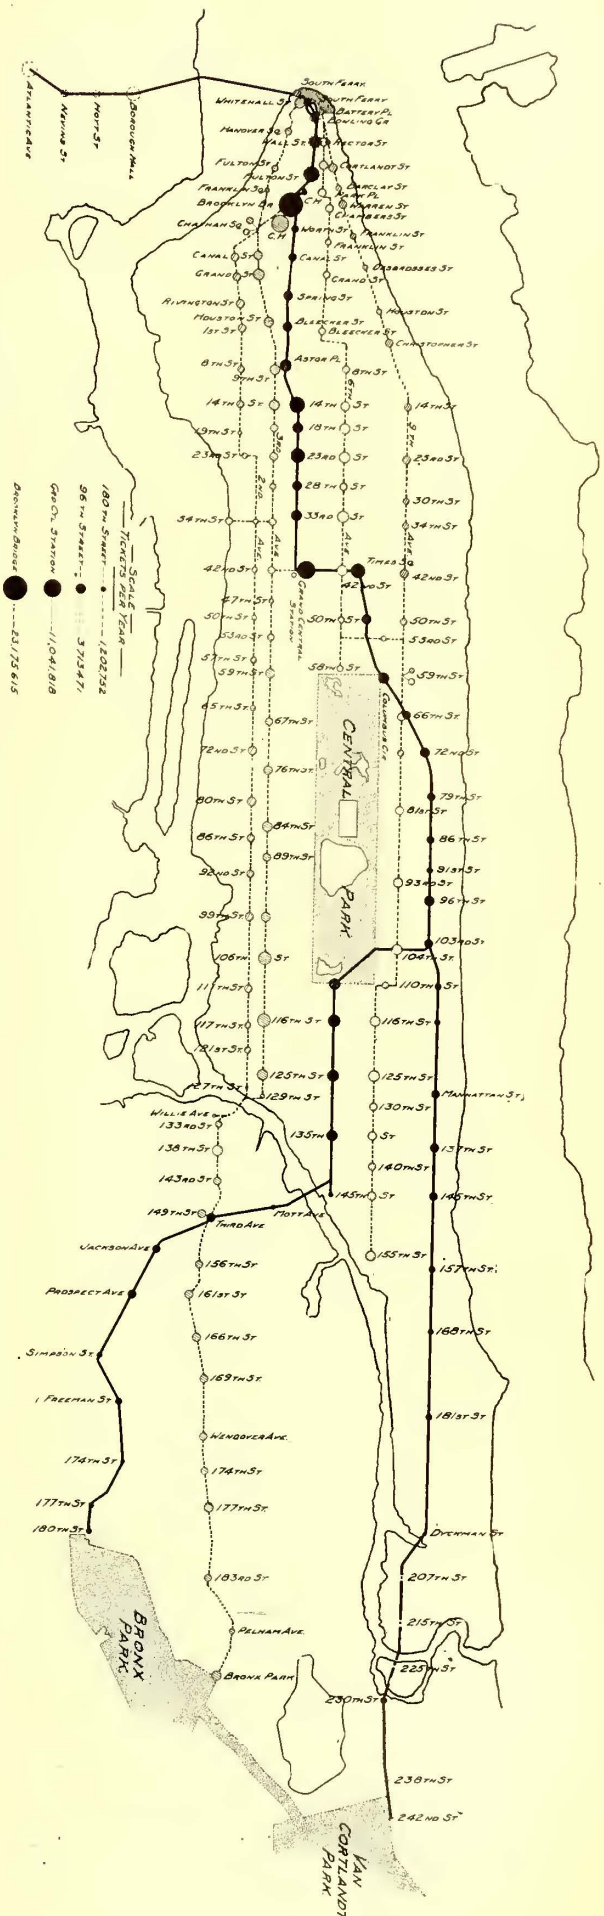 SOUTH FERRY
SOUTH FERRY
WHITEHALL ST
BATTERY PL
BOWLING GR
HANOVER SQ
WALL ST
RECTOR ST
FULTON ST
FULTON ST
CORTLANDT ST
FRANKLIN SQ
BARCLAY ST
PARK PL
BROOKLYN BR
C.H.
WARREN ST
CHAMBERS ST
CHATHAM SQ
C.H.
WORTH ST
FRANKLIN ST
FRANKLIN ST
CANAL ST
CANAL ST
DESBROSSES ST
GRAND ST
GRAND ST
RIVINGTON ST
SPRING ST
HOUSTON ST
HOUSTON ST
1ST ST
BLEECKER ST
BLEECKER ST
CHRISTOPHER ST
8TH ST
9TH ST
ASTOR PL
8TH ST
6TH
14TH ST
14TH ST
14TH ST
19TH ST
3RD
18TH ST
9TH
23RD ST
23RD ST
23RD ST
2ND
28TH ST
30TH ST
34TH ST
AVE
AVE.
33RD ST
AVE
34TH ST
AVE
TIMES SQ
42ND ST
GRAND CENTRAL
STATION
42ND ST
42ND ST
47TH ST
50TH ST
50TH ST
50TH ST
53RD ST
53RD ST
57TH ST
59TH ST
58TH ST
59TH ST
COLUMBUS CIR
65TH ST
67TH ST
66TH ST
72ND ST
72ND ST
76TH ST
79TH ST
80TH ST
81ST ST
84TH ST
86TH ST
86TH ST
89TH ST
92ND ST
91ST ST
93RD ST
96TH ST
99TH ST
103RD ST
104TH ST
106TH ST
110TH ST
111TH ST
116TH ST
116TH ST
117TH ST
121ST ST
125TH ST
125TH ST
127TH ST
129TH ST
MANHATTAN ST
130TH ST
WILLIS AVE
133RD ST
135TH ST
137TH ST
138TH ST
140TH ST
143RD ST
145TH ST
145TH ST
MOTT AVE
149TH ST
THIRD AVE
JACKSON AVE
155TH ST
156TH ST
157TH ST
PROSPECT AVE
161ST ST
166TH ST
168TH ST
SIMPSON ST
169TH ST
FREEMAN ST
181ST ST
WENDOVER AVE
174TH ST
174TH ST
177TH ST
177TH ST
180TH ST
DYCKMAN ST
207TH ST
183RD ST
215TH ST
PELHAM AVE
225TH ST
BRONX PARK
230TH ST
238TH ST
242ND ST
CENTRAL PARK
BRONX
PARK
VAN
CORTLANDT
PARK
ATLANTIC AVE
NEVINS ST
HOYT ST
BOROUGH HALL
SCALE
TICKETS PER YEAR
180TH STREET 1,202,752
96TH STREET 3,713,471
GRD CTL STATION 11,041,818
BROOKLYN BRIDGE 23,175,615